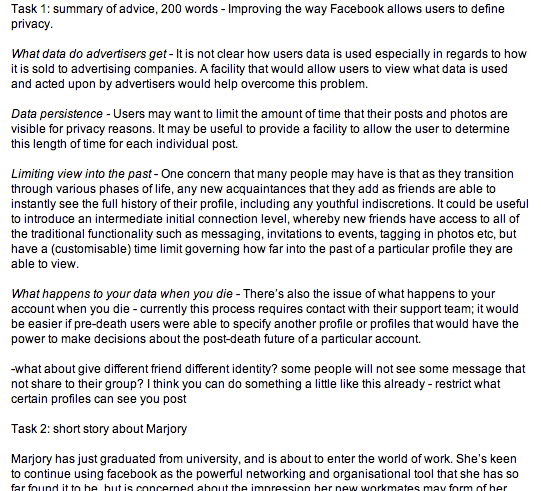 Task 1: summary of advice, 200 words - Improving the way Facebook allows users to define
privacy.
What data do advertisers get - It is not clear how users data is used especially in regards to how
it is sold to advertising companies. A facility that would allow users to view what data is used
and acted upon by advertisers would help overcome this problem.
Data persistence - Users may want to limit the amount of time that their posts and photos are
visible for privacy reasons. It may be useful to provide a facility to allow the user to determine
this length of time for each individual post.
Limiting view into the past - One concern that many people may have is that as they transition
through various phases of life, any new acquaintances that they add as friends are able to
instantly see the full history of their profile, including any youthful indiscretions. It could be useful
to introduce an intermediate initial connection level, whereby new friends have access to all of
the traditional functionality such as messaging, invitations to events, tagging in photos etc, but
have a (customisable) time limit governing how far into the past of a particular profile they are
able to view.
What happens to your data when you die - There's also the issue of what happens to your
account when you die - currently this process requires contact with their support team; it would
be easier if pre-death users were able to specify another profile or profiles that would have the
power to make decisions about the post-death future of a particular account.
-what about give different friend different identity? some people will not see some message that
not share to their group? I think you can do something a little like this already - restrict what
certain profiles can see you post
Task 2: short story about Marjory
Marjory has just graduated from university, and is about to enter the world of work. She's keen
to continue using facebook as the powerful networking and organisational tool that she has so
far found it to be, but is concerned about the impression her new workmates may form of her